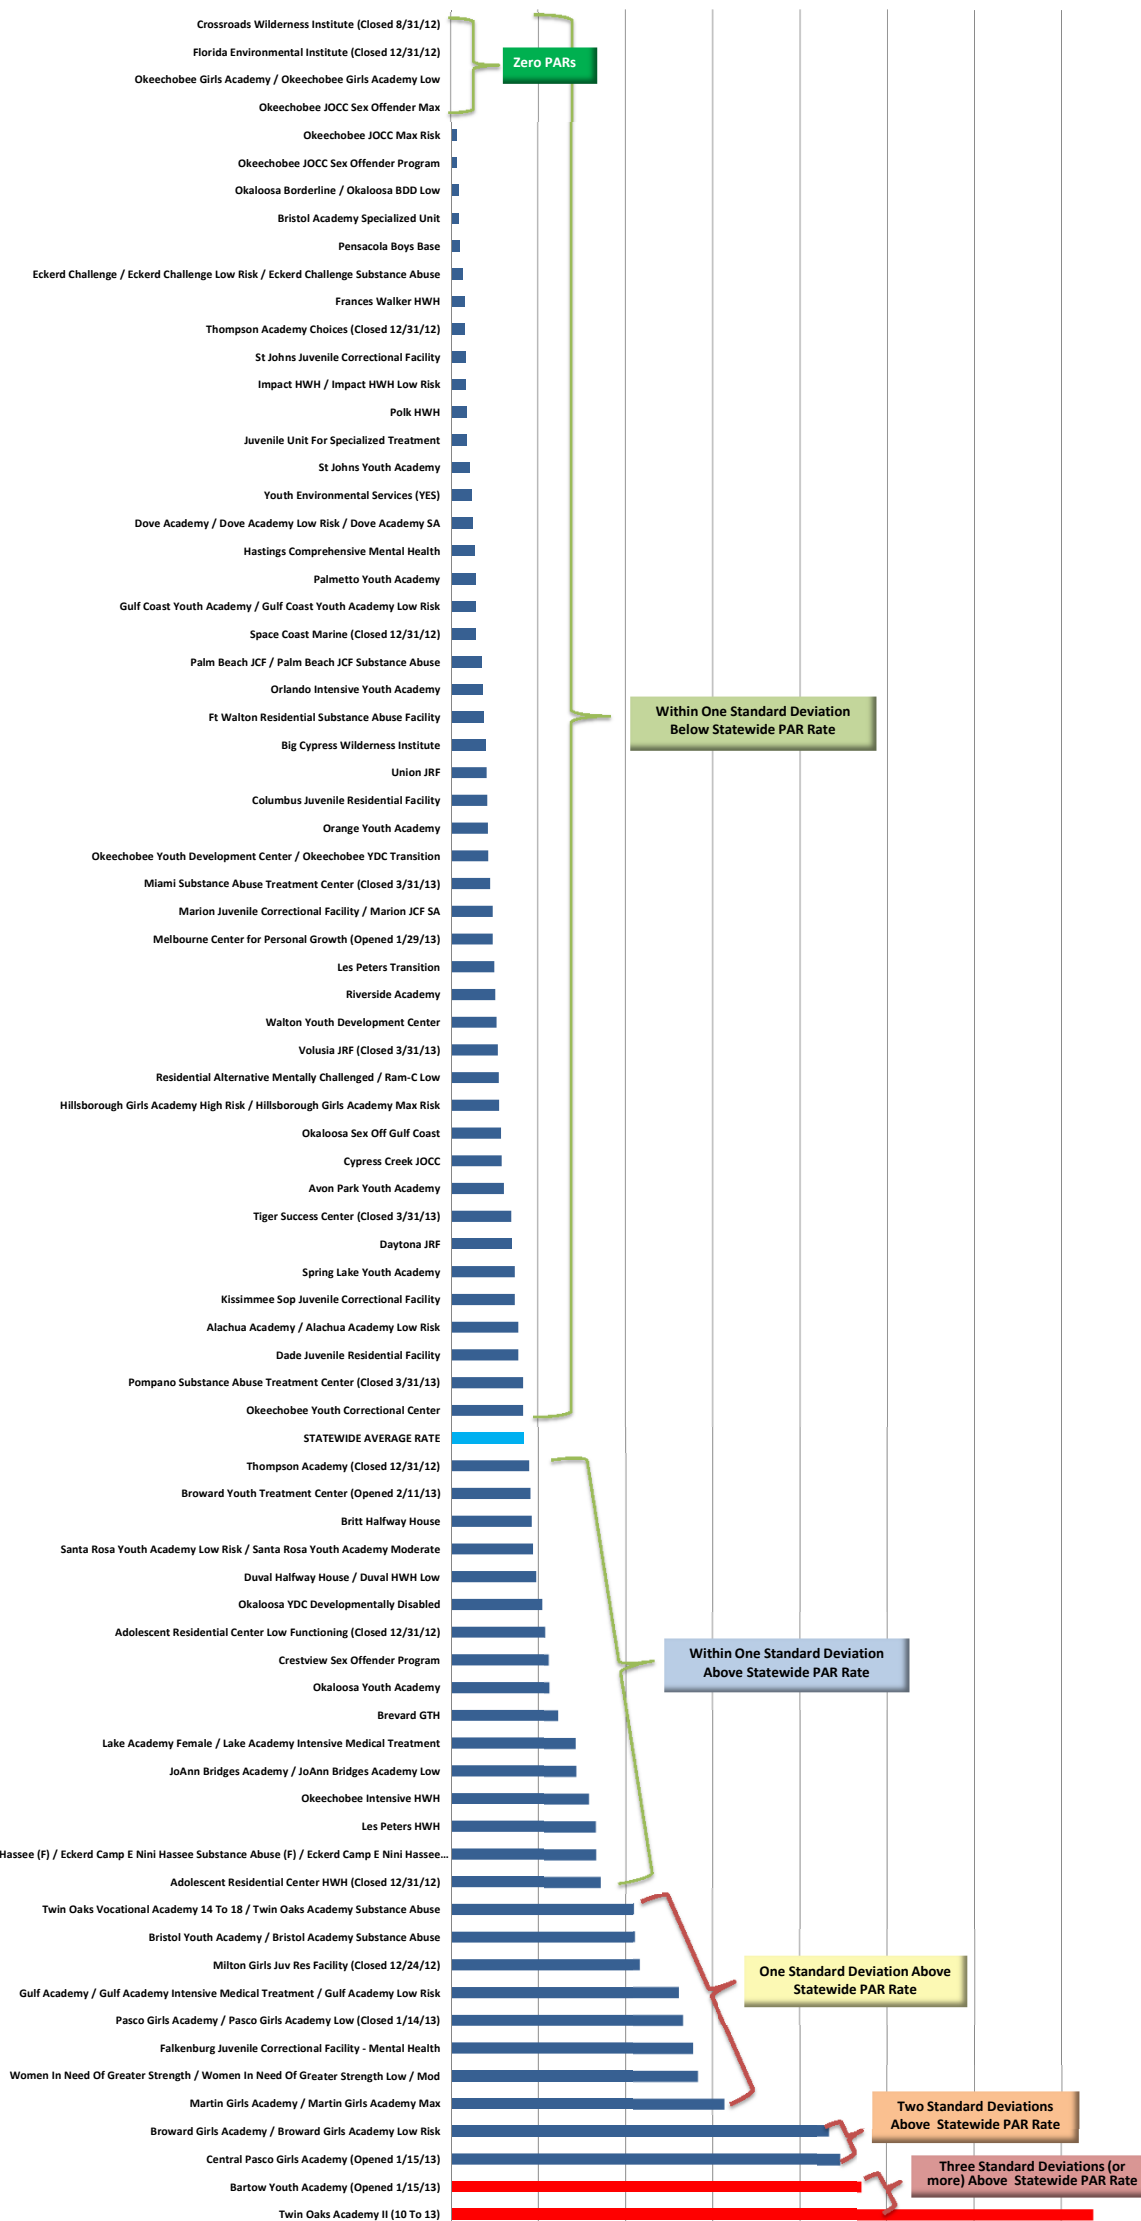 Crossroads Wilderness Institute (Closed 8/31/12)
Florida Environmental Institute (Closed 12/31/12)
Zero PARs
Okeechobee Girls Academy / Okeechobee Girls Academy Low
Okeechobee JOCC Sex Offender Max
Okeechobee JOCC Max Risk
Okeechobee JOCC Sex Offender Program
Okaloosa Borderline / Okaloosa BDD Low
Bristol Academy Specialized Unit
Pensacola Boys Base
Eckerd Challenge / Eckerd Challenge Low Risk / Eckerd Challenge Substance Abuse
Frances Walker HWH
Thompson Academy Choices (Closed 12/31/12)
St Johns Juvenile Correctional Facility
Impact HWH / Impact HWH Low Risk
Polk HWH
Juvenile Unit For Specialized Treatment
St Johns Youth Academy
Youth Environmental Services (YES)
Dove Academy / Dove Academy Low Risk / Dove Academy SA
Hastings Comprehensive Mental Health
Palmetto Youth Academy
Gulf Coast Youth Academy / Gulf Coast Youth Academy Low Risk
Space Coast Marine (Closed 12/31/12)
Palm Beach JCF / Palm Beach JCF Substance Abuse
Orlando Intensive Youth Academy
Ft Walton Residential Substance Abuse Facility
Within One Standard Deviation
Below Statewide PAR Rate
Big Cypress Wilderness Institute
Union JRF
Columbus Juvenile Residential Facility
Orange Youth Academy
Okeechobee Youth Development Center / Okeechobee YDC Transition
Miami Substance Abuse Treatment Center (Closed 3/31/13)
Marion Juvenile Correctional Facility / Marion JCF SA
Melbourne Center for Personal Growth (Opened 1/29/13)
Les Peters Transition
Riverside Academy
Walton Youth Development Center
Volusia JRF (Closed 3/31/13)
Residential Alternative Mentally Challenged / Ram-C Low
Hillsborough Girls Academy High Risk / Hillsborough Girls Academy Max Risk
Okaloosa Sex Off Gulf Coast
Cypress Creek JOCC
Avon Park Youth Academy
Tiger Success Center (Closed 3/31/13)
Daytona JRF
Spring Lake Youth Academy
Kissimmee Sop Juvenile Correctional Facility
Alachua Academy / Alachua Academy Low Risk
Dade Juvenile Residential Facility
Pompano Substance Abuse Treatment Center (Closed 3/31/13)
Okeechobee Youth Correctional Center
STATEWIDE AVERAGE RATE
Thompson Academy (Closed 12/31/12)
Broward Youth Treatment Center (Opened 2/11/13)
Britt Halfway House
Santa Rosa Youth Academy Low Risk / Santa Rosa Youth Academy Moderate
Duval Halfway House / Duval HWH Low
Okaloosa YDC Developmentally Disabled
Adolescent Residential Center Low Functioning (Closed 12/31/12)
Crestview Sex Offender Program
Within One Standard Deviation
Above Statewide PAR Rate
Okaloosa Youth Academy
Brevard GTH
Lake Academy Female / Lake Academy Intensive Medical Treatment
JoAnn Bridges Academy / JoAnn Bridges Academy Low
Okeechobee Intensive HWH
Les Peters HWH
Hassee (F) / Eckerd Camp E Nini Hassee Substance Abuse (F) / Eckerd Camp E Nini Hassee…
Adolescent Residential Center HWH (Closed 12/31/12)
Twin Oaks Vocational Academy 14 To 18 / Twin Oaks Academy Substance Abuse
Bristol Youth Academy / Bristol Academy Substance Abuse
Milton Girls Juv Res Facility (Closed 12/24/12)
One Standard Deviation Above
Statewide PAR Rate
Gulf Academy / Gulf Academy Intensive Medical Treatment / Gulf Academy Low Risk
Pasco Girls Academy / Pasco Girls Academy Low (Closed 1/14/13)
Falkenburg Juvenile Correctional Facility - Mental Health
Women In Need Of Greater Strength / Women In Need Of Greater Strength Low / Mod
Martin Girls Academy / Martin Girls Academy Max
Two Standard Deviations
Above Statewide PAR Rate
Broward Girls Academy / Broward Girls Academy Low Risk
Central Pasco Girls Academy (Opened 1/15/13)
Three Standard Deviations (or
more) Above Statewide PAR Rate
Bartow Youth Academy (Opened 1/15/13)
Twin Oaks Academy II (10 To 13)